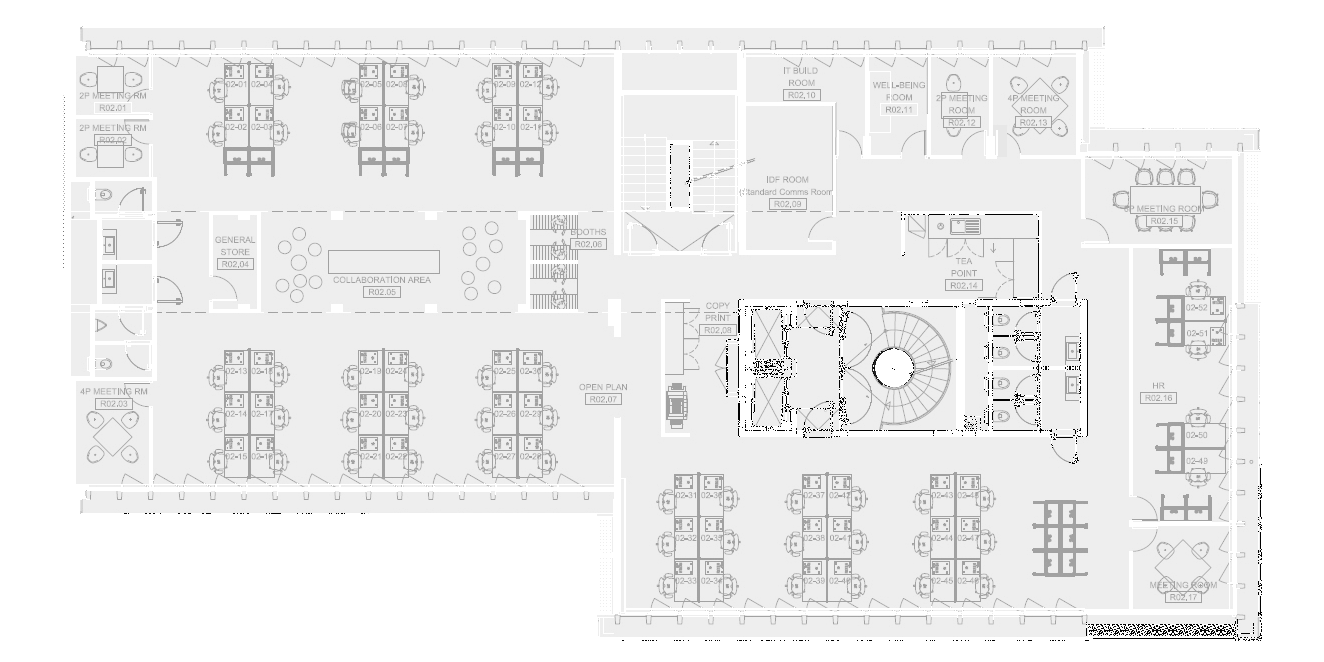 2P MEETING RM
R02.01
2P MEETING RM
R02.02
02-01
02-04
02-02
02-03
02-05
02-08
02-06
02-07
02-09
02-12
02-10
02-11
IT BUILD
ROOM
R02.10
WELL-BEING
ROOM
R02.11
2P MEETING
ROOM
R02.12
4P MEETING
ROOM
R02.13
IDF ROOM
(Standard Comms Room)
R02.09
MEETING ROOM
R02.15
GENERAL
STORE
R02.04
COLLABORATION AREA
R02.05
BOOTHS
R02.06
TEA
POINT
R02.14
COPY
PRINT
R02.08
02-52
02-51
HR
R02.16
02-50
02-49
4P MEETING RM
R02.03
02-13
02-18
02-14
02-17
02-15
02-16
02-19
02-24
02-20
02-23
02-21
02-22
02-25
02-30
02-26
02-29
02-27
02-28
OPEN PLAN
R02.07
02-31
02-36
02-32
02-35
02-33
02-34
02-37
02-42
02-38
02-41
02-39
02-40
02-43
02-48
02-44
02-47
02-45
02-46
MEETING ROOM
R02.17